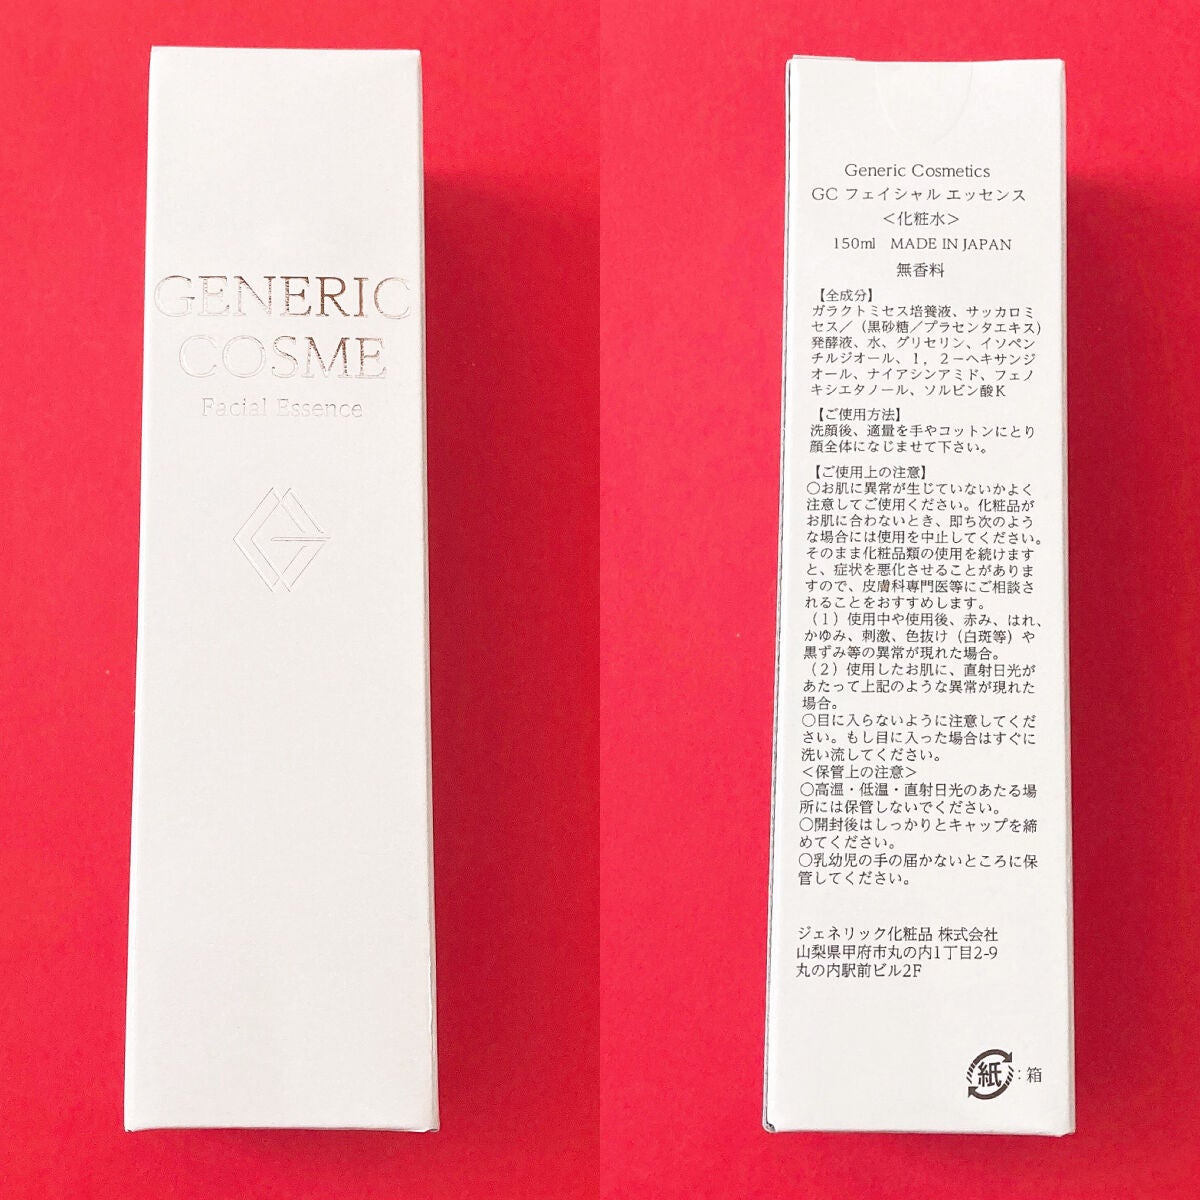 GENERIC
COSME
Facial Essence
Generic Cosmetics
GC フェイシャル エッセンス
＜化粧水＞
150ml MADE IN JAPAN
無香料
【全成分】
ガラクトミセス培養液、サッカロミ
セス／（黒砂糖／プラセンタエキス）
発酵液、水、グリセリン、イソペン
チルジオール、１，２－ヘキサンジ
オール、ナイアシンアミド、フェノ
キシエタノール、ソルビン酸K
【ご使用方法】
洗顔後、適量を手やコットンにとり
顔全体になじませて下さい。
【ご使用上の注意】
○お肌に異常が生じていないかよく
注意してご使用ください。化粧品が
お肌に合わないとき、即ち次のよう
な場合には使用を中止してください。
そのまま化粧品類の使用を続けます
と、症状を悪化させることがありま
すので、皮膚科専門医等にご相談さ
れることをおすすめします。
（１）使用中や使用後、赤み、はれ、
かゆみ、刺激、色抜け（白斑等）や
黒ずみ等の異常が現れた場合。
（２）使用したお肌に、直射日光が
あたって上記のような異常が現れた
場合。
○目に入らないように注意してくだ
さい。もし目に入った場合はすぐに
洗い流してください。
＜保管上の注意＞
○高温・低温・直射日光のあたる場
所には保管しないでください。
○開封後はしっかりとキャップを締
めてください。
○乳幼児の手の届かないところに保
管してください。
ジェネリック化粧品 株式会社
山梨県甲府市丸の内1丁目2-9
丸の内駅前ビル2F
紙：箱